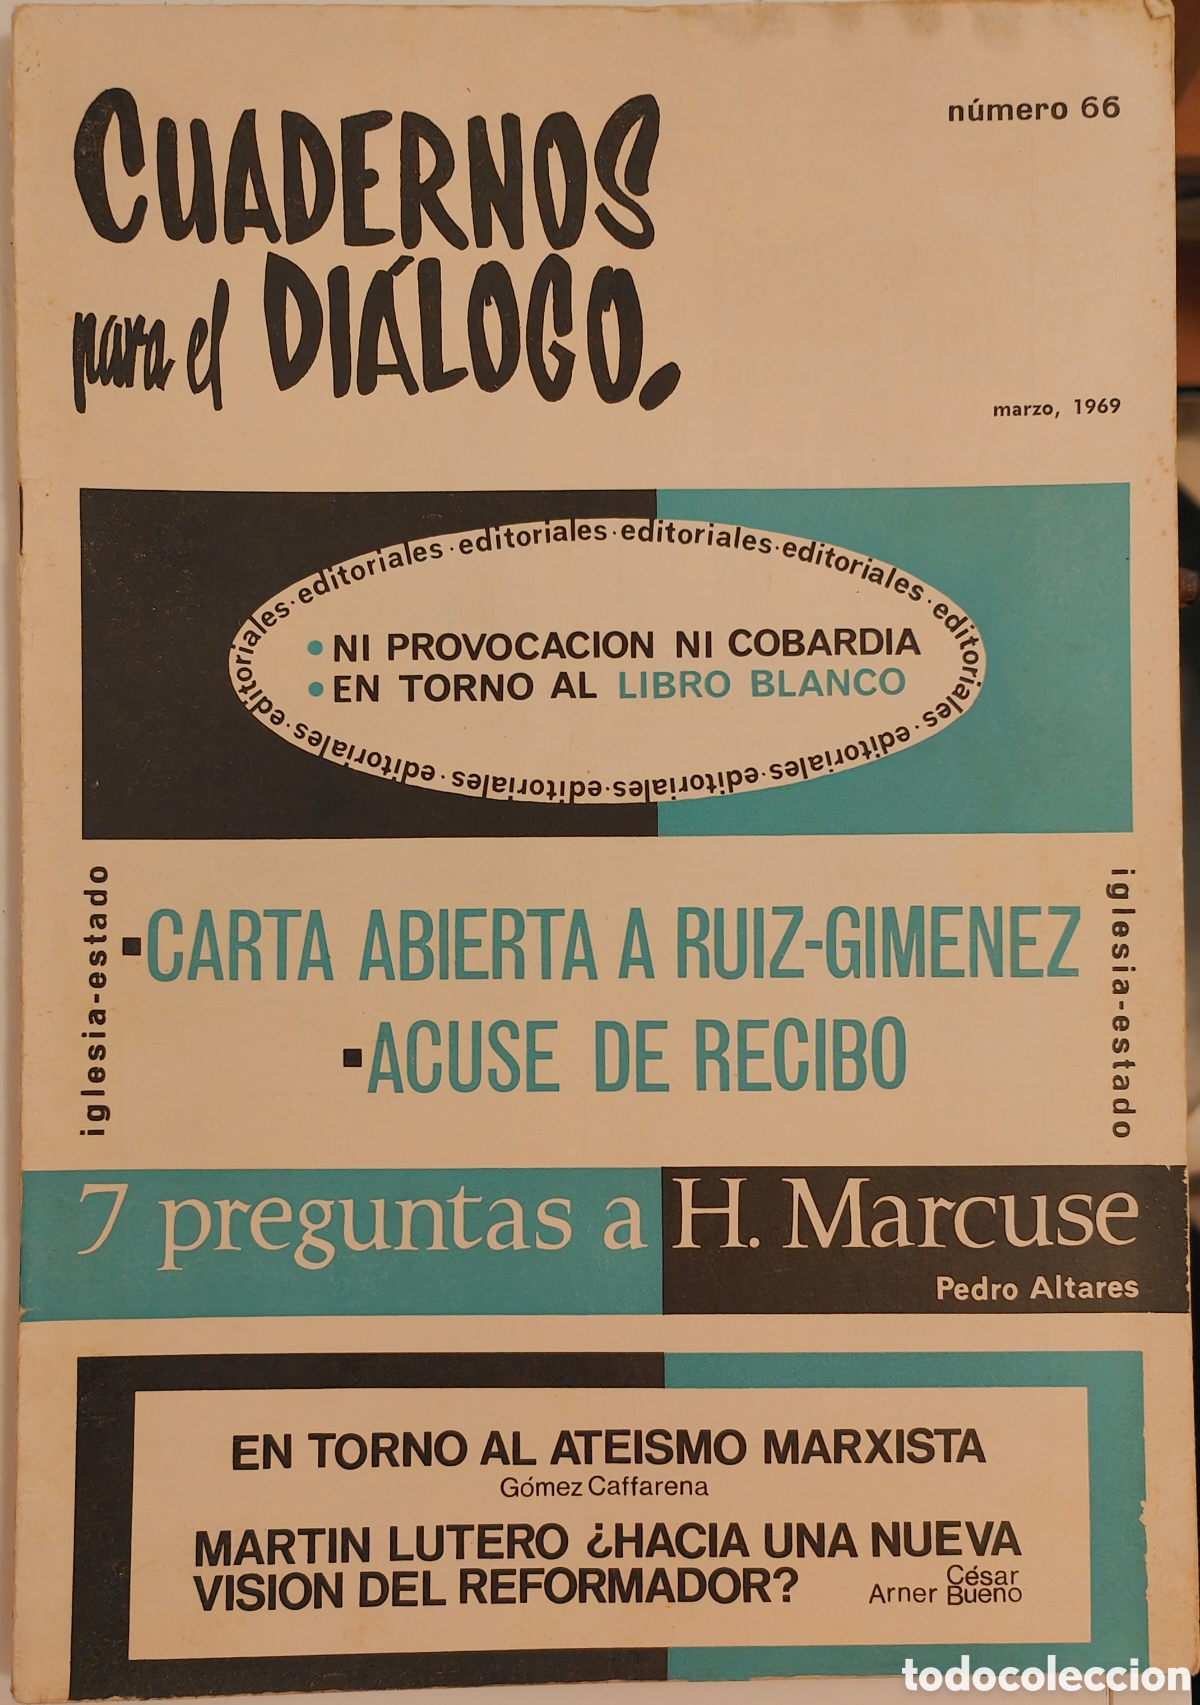 número 66
CUADERNOS
para el DIÁLOGO.
marzo, 1969
editoriales·editoriales·editoriales·editoriales·editoriales·editoriales·editoriales·editoriales·editoriales·editoriales·editoriales
• NI PROVOCACION NI COBARDIA
• EN TORNO AL LIBRO BLANCO
iglesia-estado
▪CARTA ABIERTA A RUIZ-GIMENEZ
▪ACUSE DE RECIBO
iglesia-estado
7 preguntas a H. Marcuse
Pedro Altares
EN TORNO AL ATEISMO MARXISTA
Gómez Caffarena
MARTIN LUTERO ¿HACIA UNA NUEVA
VISION DEL REFORMADOR?
César
Arner Bueno
todocoleccion